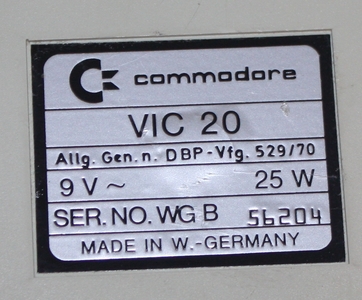 commodore
VIC 20
Allg. Gen. n. DBP-Vfg. 529/70
9 V ~ 25 W
SER. NO. WG B 56204
MADE IN W.-GERMANY